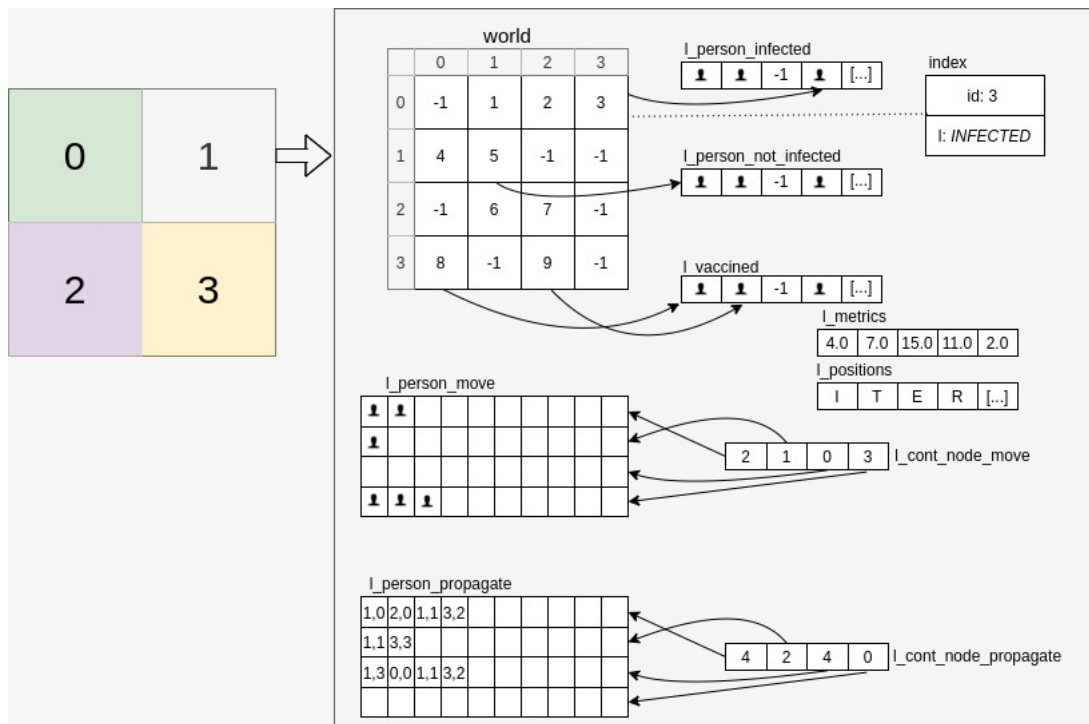 0 1
2 3
world
0 1 2 3
0 -1 1 2 3
1 4 5 -1 -1
2 -1 6 7 -1
3 8 -1 9 -1
l_person_infected
-1 [...]
index
id: 3
l: INFECTED
l_person_not_infected
-1 [...]
l_vaccined
-1 [...]
l_metrics
4.0 7.0 15.0 11.0 2.0
l_positions
I T E R [...]
l_person_move
2 1 0 3 l_cont_node_move
l_person_propagate
1,0 2,0 1,1 3,2
1,1 3,3
1,3 0,0 1,1 3,2
4 2 4 0 l_cont_node_propagate